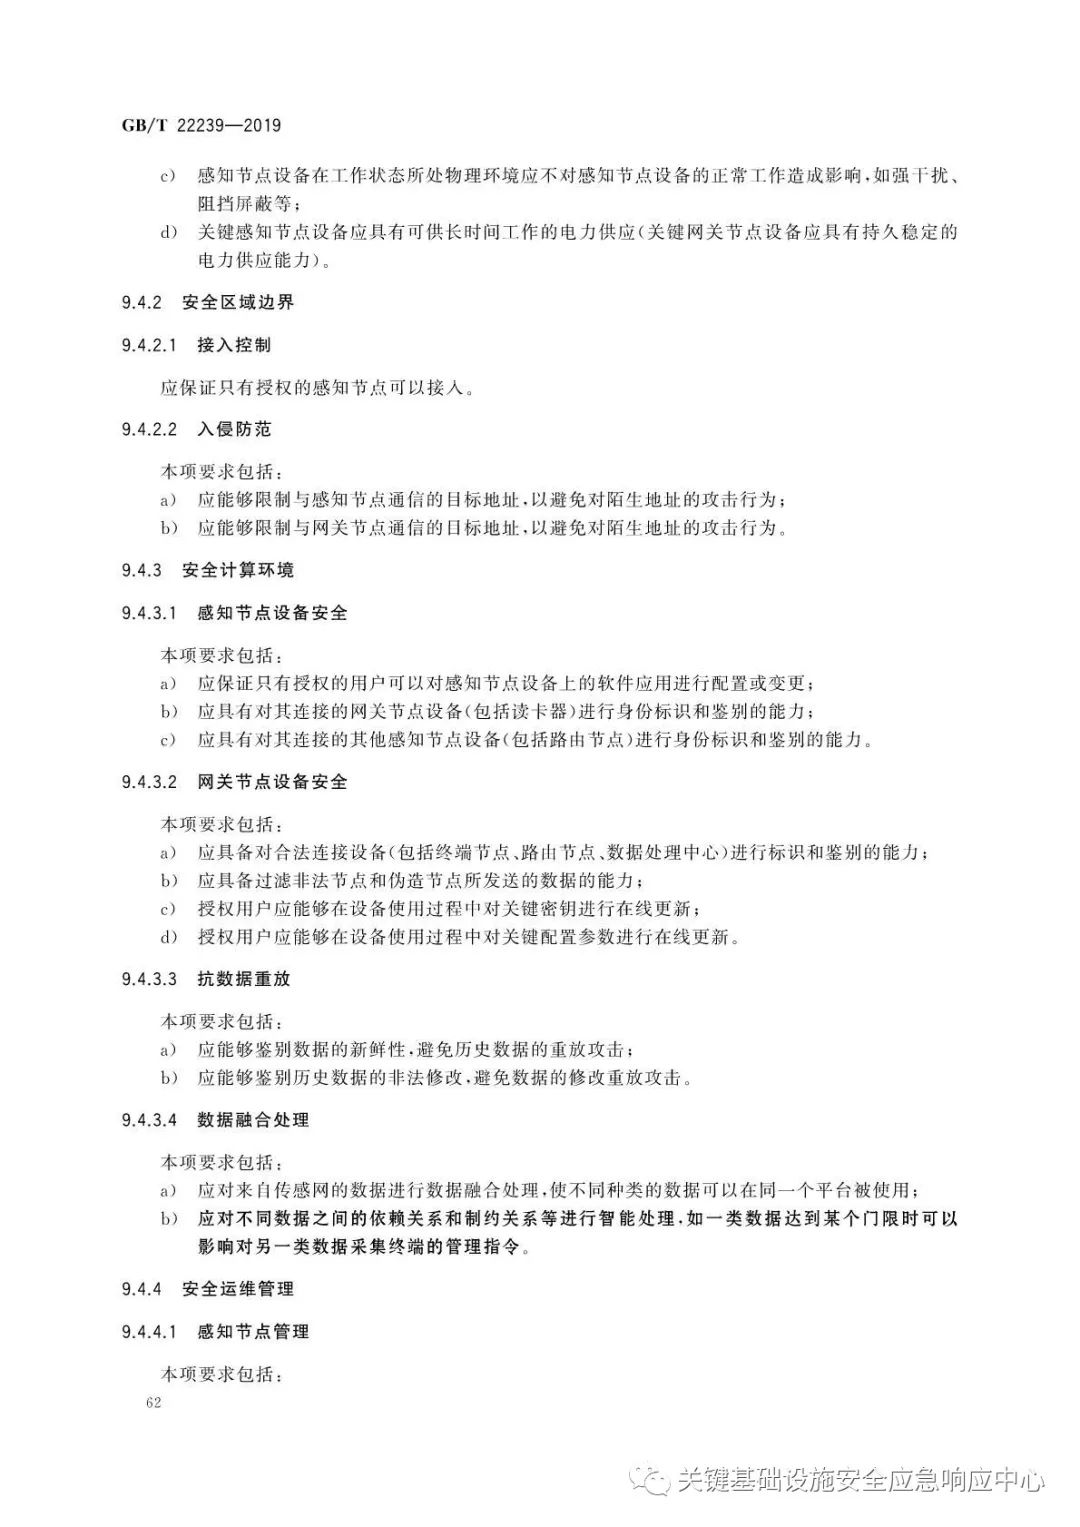 GB/T 22239—2019
c) 感知节点设备在工作状态所处物理环境应不对感知节点设备的正常工作造成影响,如强干扰、
阻挡屏蔽等;
d) 关键感知节点设备应具有可供长时间工作的电力供应(关键网关节点设备应具有持久稳定的
电力供应能力)。
9.4.2 安全区域边界
9.4.2.1 接入控制
应保证只有授权的感知节点可以接入。
9.4.2.2 入侵防范
本项要求包括:
a) 应能够限制与感知节点通信的目标地址,以避免对陌生地址的攻击行为;
b) 应能够限制与网关节点通信的目标地址,以避免对陌生地址的攻击行为。
9.4.3 安全计算环境
9.4.3.1 感知节点设备安全
本项要求包括:
a) 应保证只有授权的用户可以对感知节点设备上的软件应用进行配置或变更;
b) 应具有对其连接的网关节点设备(包括读卡器)进行身份标识和鉴别的能力;
c) 应具有对其连接的其他感知节点设备(包括路由节点)进行身份标识和鉴别的能力。
9.4.3.2 网关节点设备安全
本项要求包括:
a) 应具备对合法连接设备(包括终端节点、路由节点、数据处理中心)进行标识和鉴别的能力;
b) 应具备过滤非法节点和伪造节点所发送的数据的能力;
c) 授权用户应能够在设备使用过程中对关键密钥进行在线更新;
d) 授权用户应能够在设备使用过程中对关键配置参数进行在线更新。
9.4.3.3 抗数据重放
本项要求包括:
a) 应能够鉴别数据的新鲜性,避免历史数据的重放攻击;
b) 应能够鉴别历史数据的非法修改,避免数据的修改重放攻击。
9.4.3.4 数据融合处理
本项要求包括:
a) 应对来自传感网的数据进行数据融合处理,使不同种类的数据可以在同一个平台被使用;
b) 应对不同数据之间的依赖关系和制约关系等进行智能处理,如一类数据达到某个门限时可以
影响对另一类数据采集终端的管理指令。
9.4.4 安全运维管理
9.4.4.1 感知节点管理
本项要求包括:
62
关键基础设施安全应急响应中心